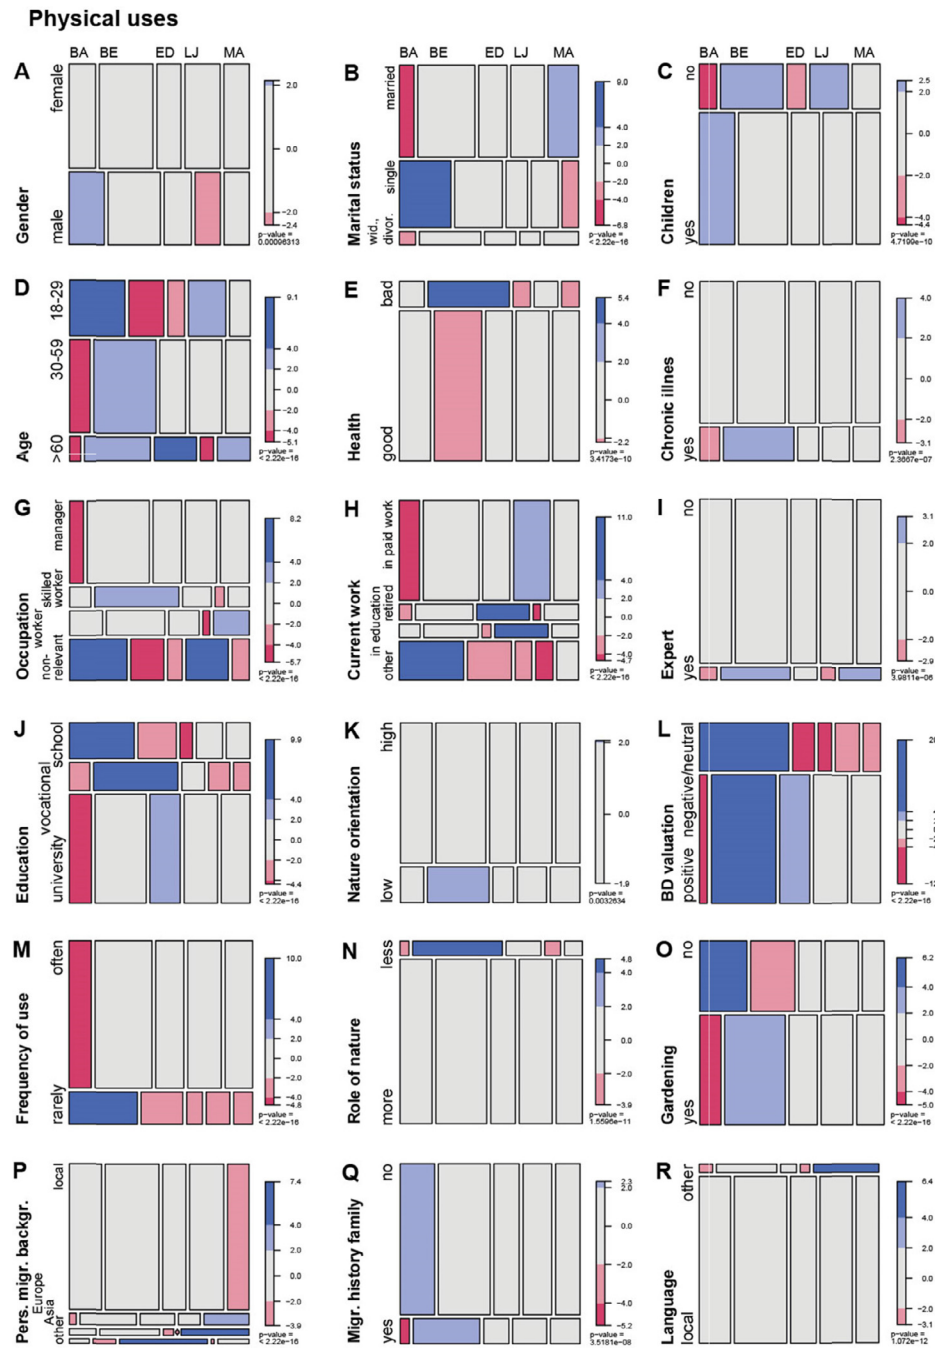 Physical uses
BA BE ED LJ MA
A
Gender
female
male
2.0
0.0
−2.0
−2.4
p-value =
0.00096313
BA BE ED LJ MA
B
Marital status
married
single
wid.,
divor.
9.0
4.0
2.0
0.0
−2.0
−4.0
−6.8
p-value =
< 2.22e-16
BA BE ED LJ MA
C
Children
no
yes
2.5
2.0
0.0
−2.0
−4.0
−4.4
p-value =
4.7199e-10
D
Age
18-29
30-59
>60
9.1
4.0
2.0
0.0
−2.0
−4.0
−5.1
p-value =
< 2.22e-16
E
Health
bad
good
5.4
4.0
2.0
0.0
−2.2
p-value =
3.4173e-10
F
Chronic illnes
no
yes
4.0
2.0
0.0
−2.0
−3.1
p-value =
2.3667e-07
G
Occupation
manager
skilled
worker
worker
non-
relevant
8.2
4.0
2.0
0.0
−2.0
−4.0
−5.7
p-value =
< 2.22e-16
H
Current work
in paid work
retired
in education
other
11.0
4.0
2.0
0.0
−2.0
−4.0
−4.7
p-value =
< 2.22e-16
I
Expert
no
yes
3.1
2.0
0.0
−2.0
−2.9
p-value =
3.9811e-06
J
Education
school
vocational
university
9.9
4.0
2.0
0.0
−2.0
−4.4
p-value =
< 2.22e-16
K
Nature orientation
high
low
2.0
0.0
−1.9
p-value =
0.0032634
L
BD valuation
negative/neutral
positive
p-value =
< 2.22e-16
M
Frequency of use
often
rarely
10.0
4.0
2.0
0.0
−2.0
−4.0
−4.8
p-value =
< 2.22e-16
N
Role of nature
less
more
4.8
4.0
2.0
0.0
−2.0
−3.9
p-value =
1.5596e-11
O
Gardening
no
yes
6.2
4.0
2.0
0.0
−2.0
−4.0
−5.0
p-value =
< 2.22e-16
P
Pers. migr. backgr.
local
Europe
Asia
other
7.4
4.0
2.0
0.0
−2.0
−3.9
p-value =
< 2.22e-16
Q
Migr. history family
no
yes
2.3
2.0
0.0
−2.0
−4.0
−5.2
p-value =
3.5181e-08
R
Language
other
local
6.4
4.0
2.0
0.0
−2.0
−3.1
p-value =
1.072e-12